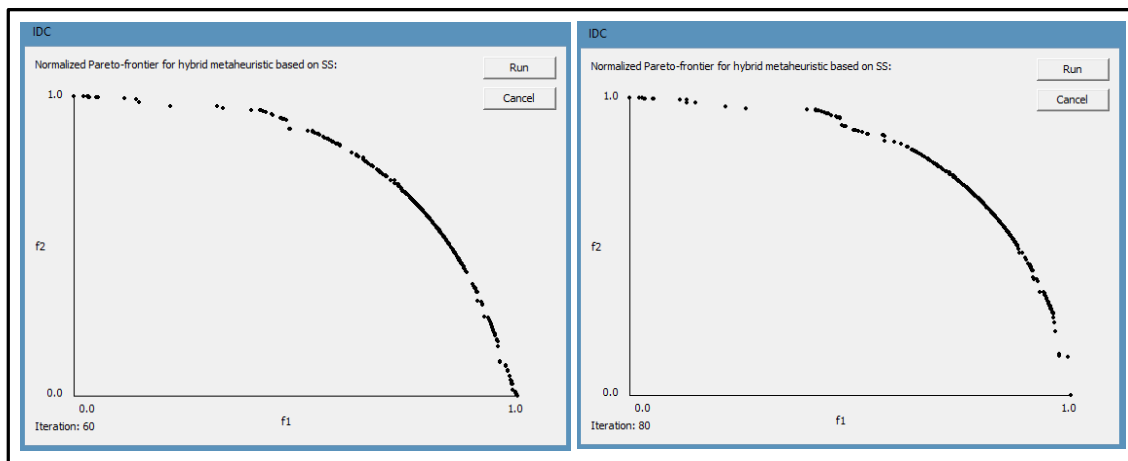 IDC
Normalized Pareto-frontier for hybrid metaheuristic based on SS:
Run
Cancel
1.0
f2
0.0
0.0
1.0
f1
Iteration: 60
IDC
Normalized Pareto-frontier for hybrid metaheuristic based on SS:
Run
Cancel
1.0
f2
0.0
0.0
1.0
f1
Iteration: 80